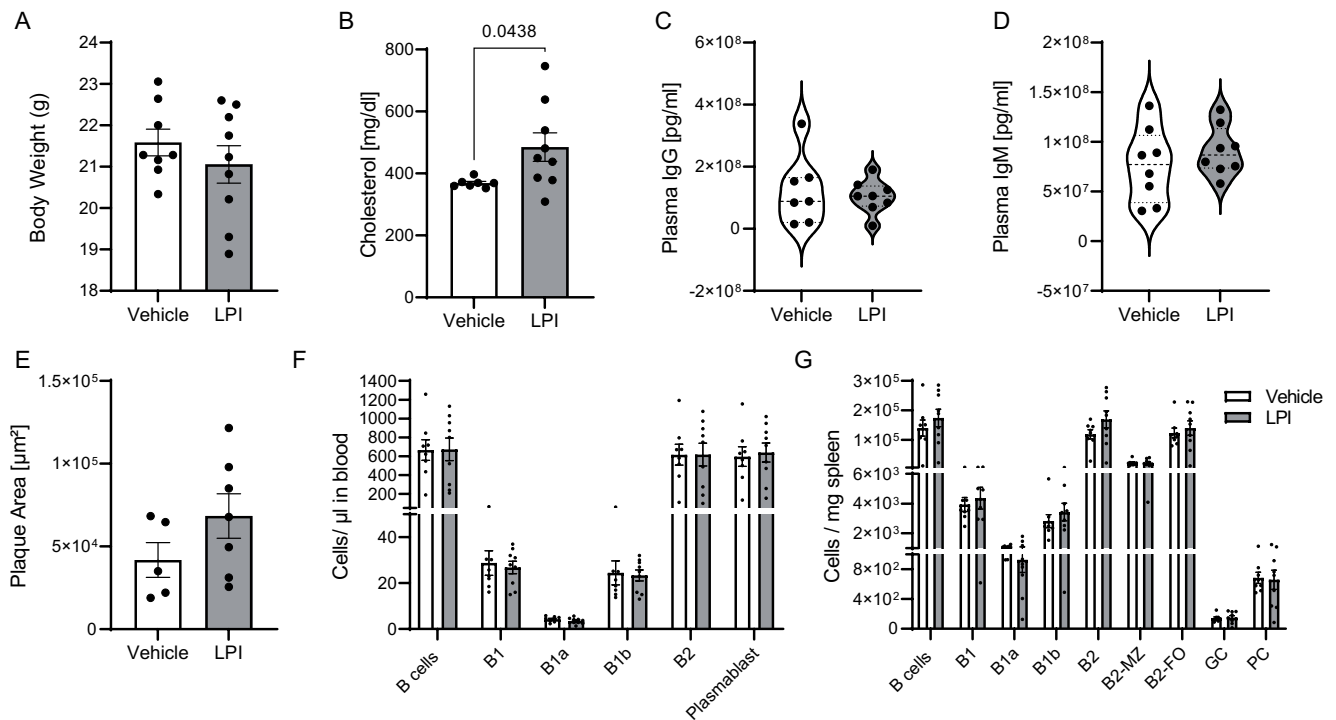 A
Body Weight (g)
24
23
22
21
20
19
18
Vehicle
LPI
B
Cholesterol [mg/dl]
800
600
400
200
0
0.0438
Vehicle
LPI
C
Plasma IgG [pg/ml]
6×10⁸
4×10⁸
2×10⁸
0
-2×10⁸
Vehicle
LPI
D
Plasma IgM [pg/ml]
2×10⁸
1.5×10⁸
1×10⁸
5×10⁷
0
-5×10⁷
Vehicle
LPI
E
Plaque Area [µm²]
1.5×10⁵
1×10⁵
5×10⁴
0
Vehicle
LPI
F
Cells/ µl in blood
1400
1200
1000
800
600
400
200
40
20
0
B cells
B1
B1a
B1b
B2
Plasmablast
G
Cells / mg spleen
3×10⁵
2×10⁵
1×10⁵
6×10³
4×10³
2×10³
8×10²
4×10²
0
B cells
B1
B1a
B1b
B2
B2-MZ
B2-FO
GC
PC
Vehicle
LPI